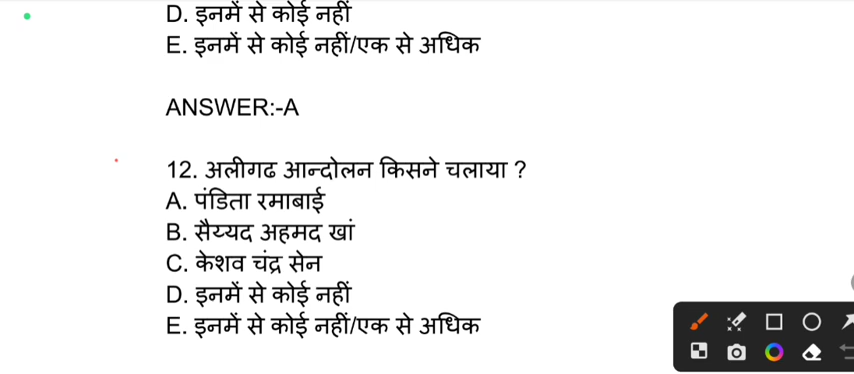 D. इनमें से कोई नहीं
E. इनमें से कोई नहीं/एक से अधिक
ANSWER:-A
12. अलीगढ आन्दोलन किसने चलाया ?
A. पंडिता रमाबाई
B. सैय्यद अहमद खां
C. केशव चंद्र सेन
D. इनमें से कोई नहीं
E. इनमें से कोई नहीं/एक से अधिक